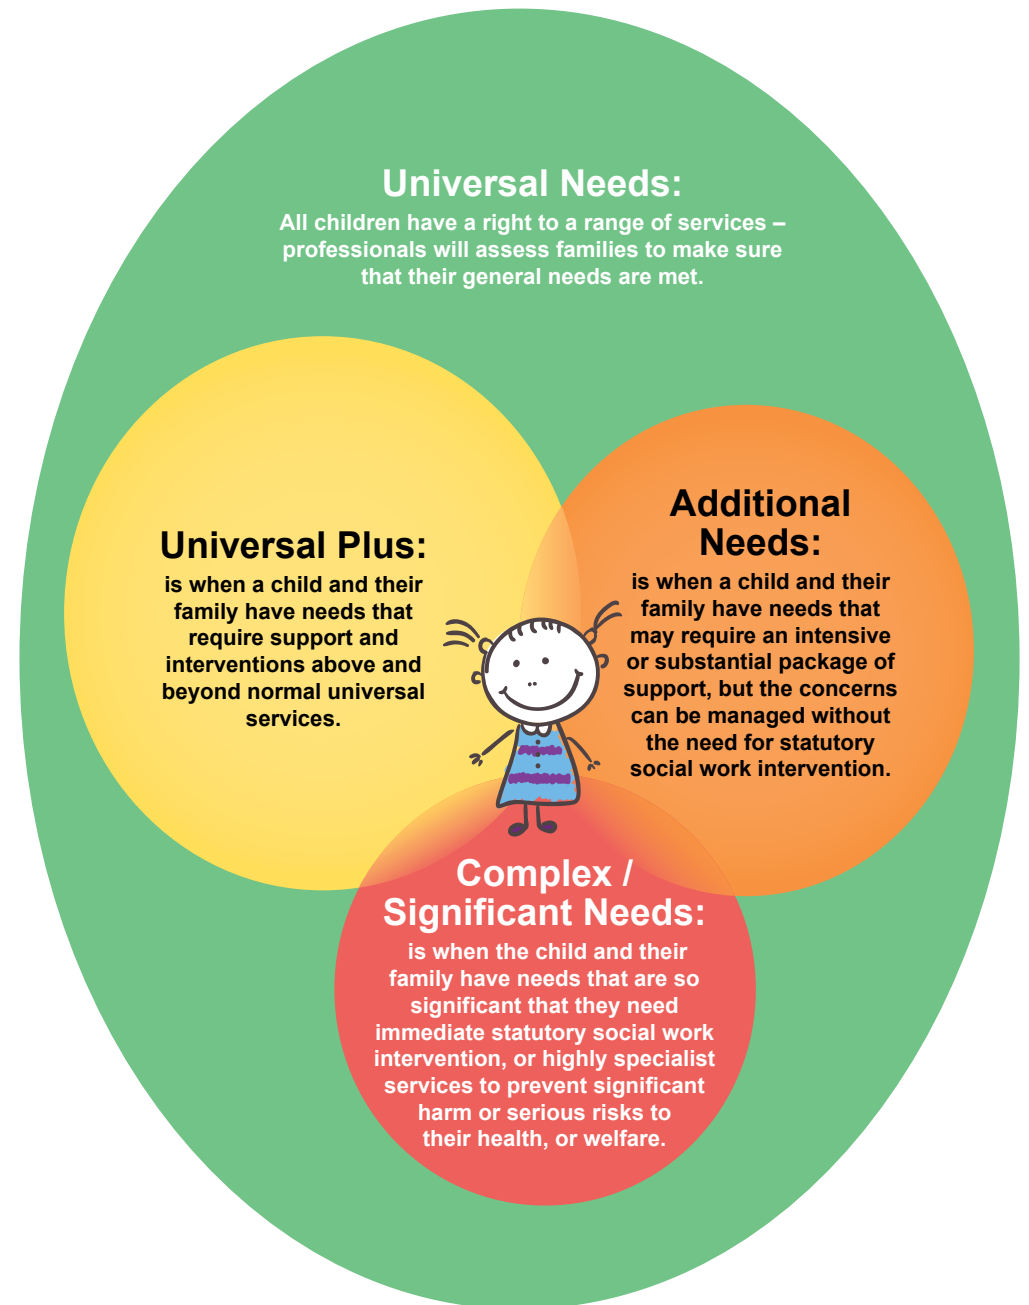 Universal Needs:
All children have a right to a range of services –
professionals will assess families to make sure
that their general needs are met.
Universal Plus:
is when a child and their
family have needs that
require support and
interventions above and
beyond normal universal
services.
Additional
Needs:
is when a child and their
family have needs that
may require an intensive
or substantial package of
support, but the concerns
can be managed without
the need for statutory
social work intervention.
Complex /
Significant Needs:
is when the child and their
family have needs that are so
significant that they need
immediate statutory social work
intervention, or highly specialist
services to prevent significant
harm or serious risks to
their health, or welfare.